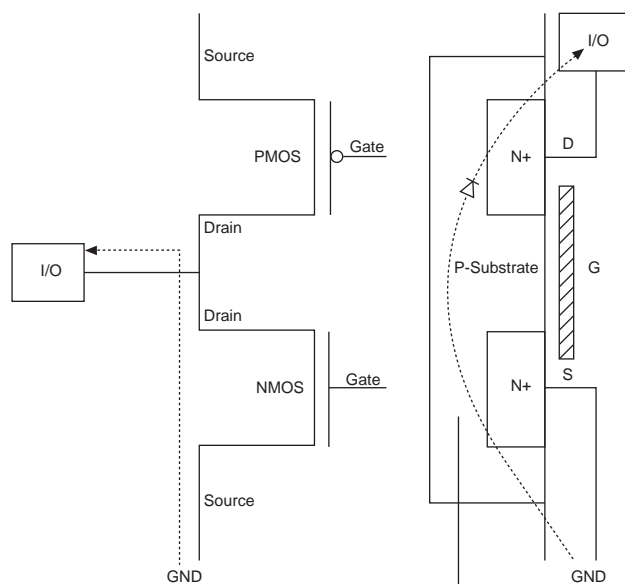 Source
PMOS
Gate
Drain
I/O
Drain
NMOS
Gate
Source
GND
I/O
D
N+
P-Substrate
G
S
N+
GND